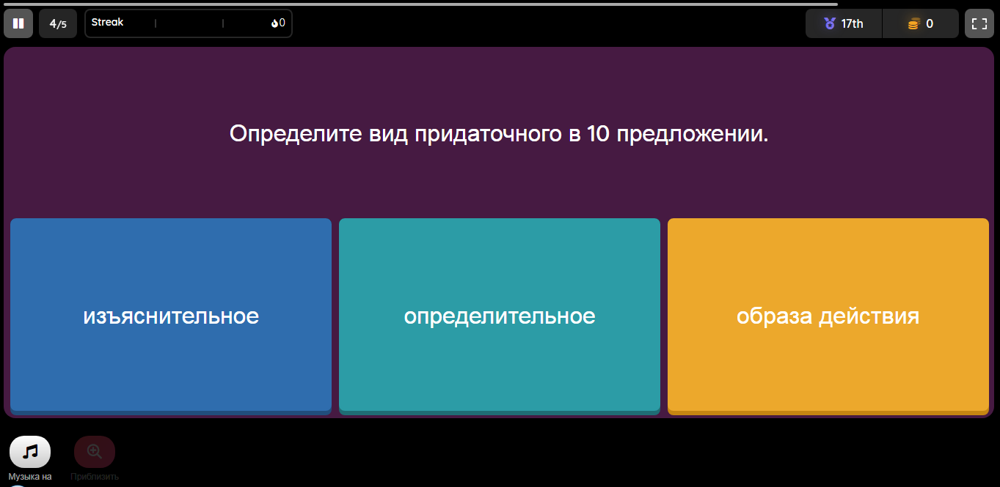 4/5
Streak
0
17th
0
Определите вид придаточного в 10 предложении.
изъяснительное
определительное
образа действия
Музыка на
Приблизить